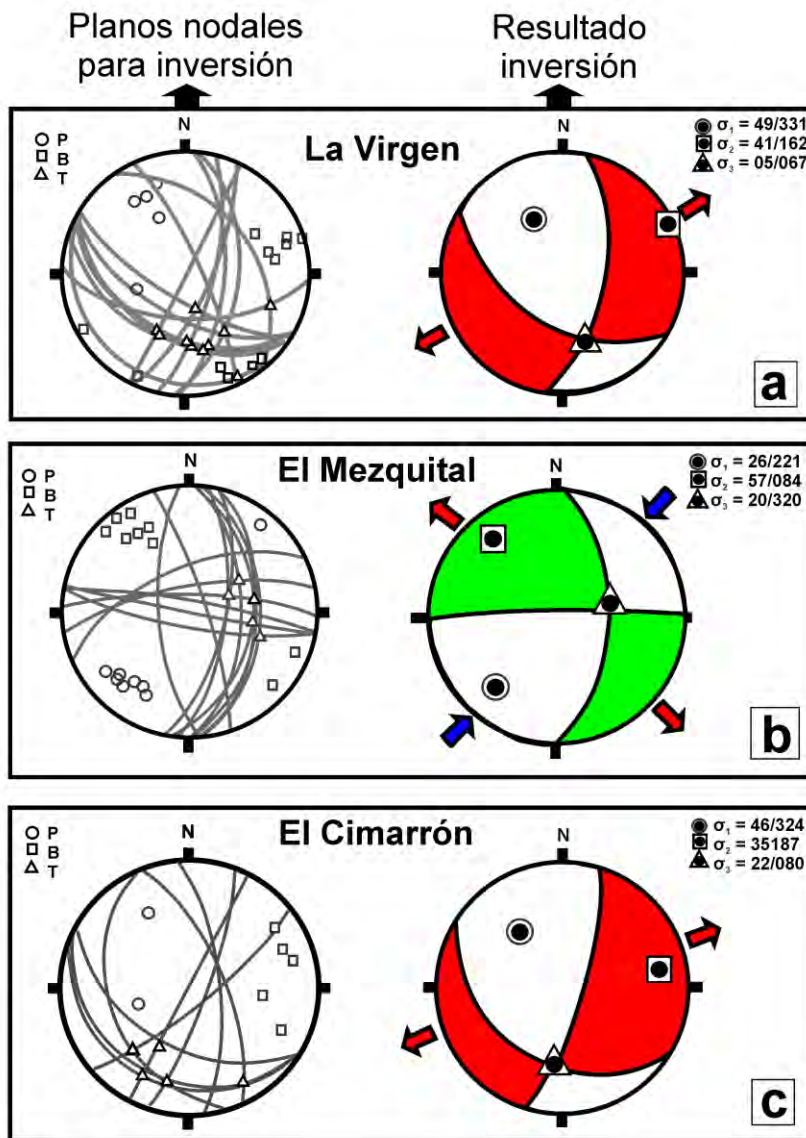 Planos nodales
para inversión
Resultado
inversión
N
P
B
T
La Virgen
N
σ₁ = 49/331
σ₂ = 41/162
σ₃ = 05/067
a
N
P
B
T
El Mezquital
N
σ₁ = 26/221
σ₂ = 57/084
σ₃ = 20/320
b
N
P
B
T
El Cimarrón
N
σ₁ = 46/324
σ₂ = 35187
σ₃ = 22/080
c